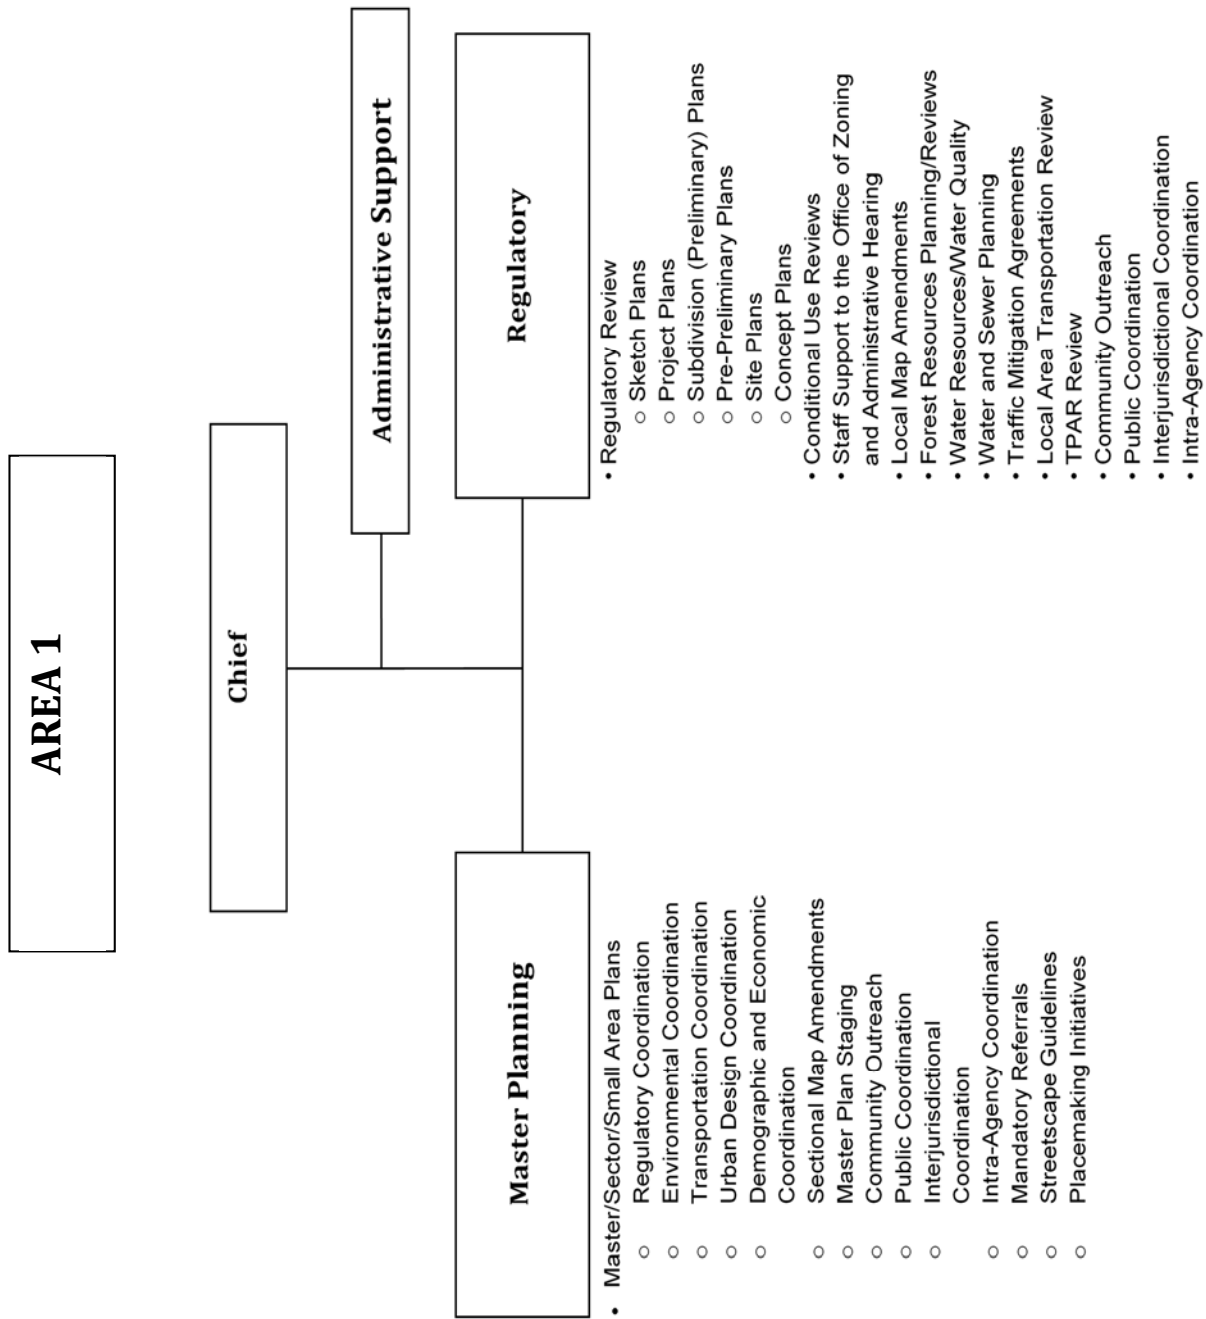 AREA 1
Chief
Administrative Support
Master Planning
• Master/Sector/Small Area Plans
○ Regulatory Coordination
○ Environmental Coordination
○ Transportation Coordination
○ Urban Design Coordination
○ Demographic and Economic
Coordination
○ Sectional Map Amendments
○ Master Plan Staging
○ Community Outreach
○ Public Coordination
○ Interjurisdictional
Coordination
○ Intra-Agency Coordination
○ Mandatory Referrals
○ Streetscape Guidelines
○ Placemaking Initiatives
Regulatory
• Regulatory Review
○ Sketch Plans
○ Project Plans
○ Subdivision (Preliminary) Plans
○ Pre-Preliminary Plans
○ Site Plans
○ Concept Plans
• Conditional Use Reviews
• Staff Support to the Office of Zoning
and Administrative Hearing
• Local Map Amendments
• Forest Resources Planning/Reviews
• Water Resources/Water Quality
• Water and Sewer Planning
• Traffic Mitigation Agreements
• Local Area Transportation Review
• TPAR Review
• Community Outreach
• Public Coordination
• Interjurisdictional Coordination
• Intra-Agency Coordination